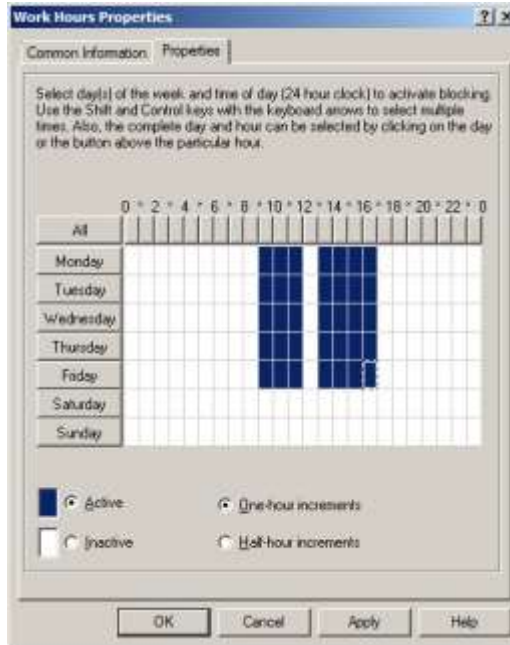 Work Hours Properties
Common Information Properties
Select day(s) of the week and time of day (24 hour clock) to activate blocking.
Use the Shift and Control keys with the keyboard arrows to select multiple
times. Also, the complete day and hour can be selected by clicking on the day
or the button above the particular hour.
0 * 2 * 4 * 6 * 8 * 10 * 12 * 14 * 16 * 18 * 20 * 22 * 0
All
Monday
Tuesday
Wednesday
Thursday
Friday
Saturday
Sunday
Active One-hour increments
Inactive Half-hour increments
OK Cancel Apply Help